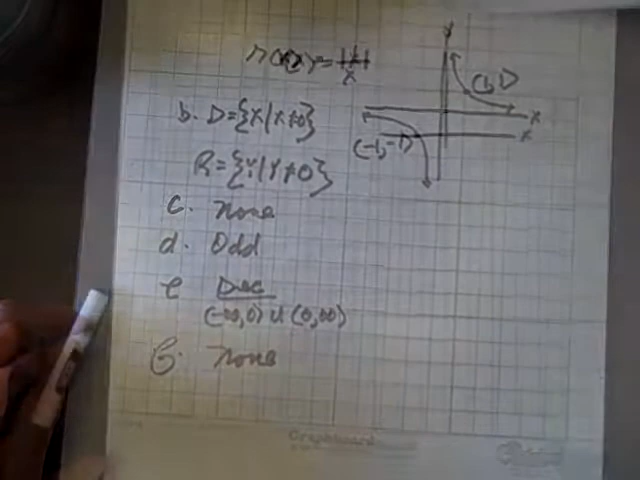 b. D={x|x≠0}
R={y|y≠0}
c. none
d. Odd
e Dec
(-∞,0) ∪ (0,∞)
none
y
(1,1)
x
x
(-1,-1)